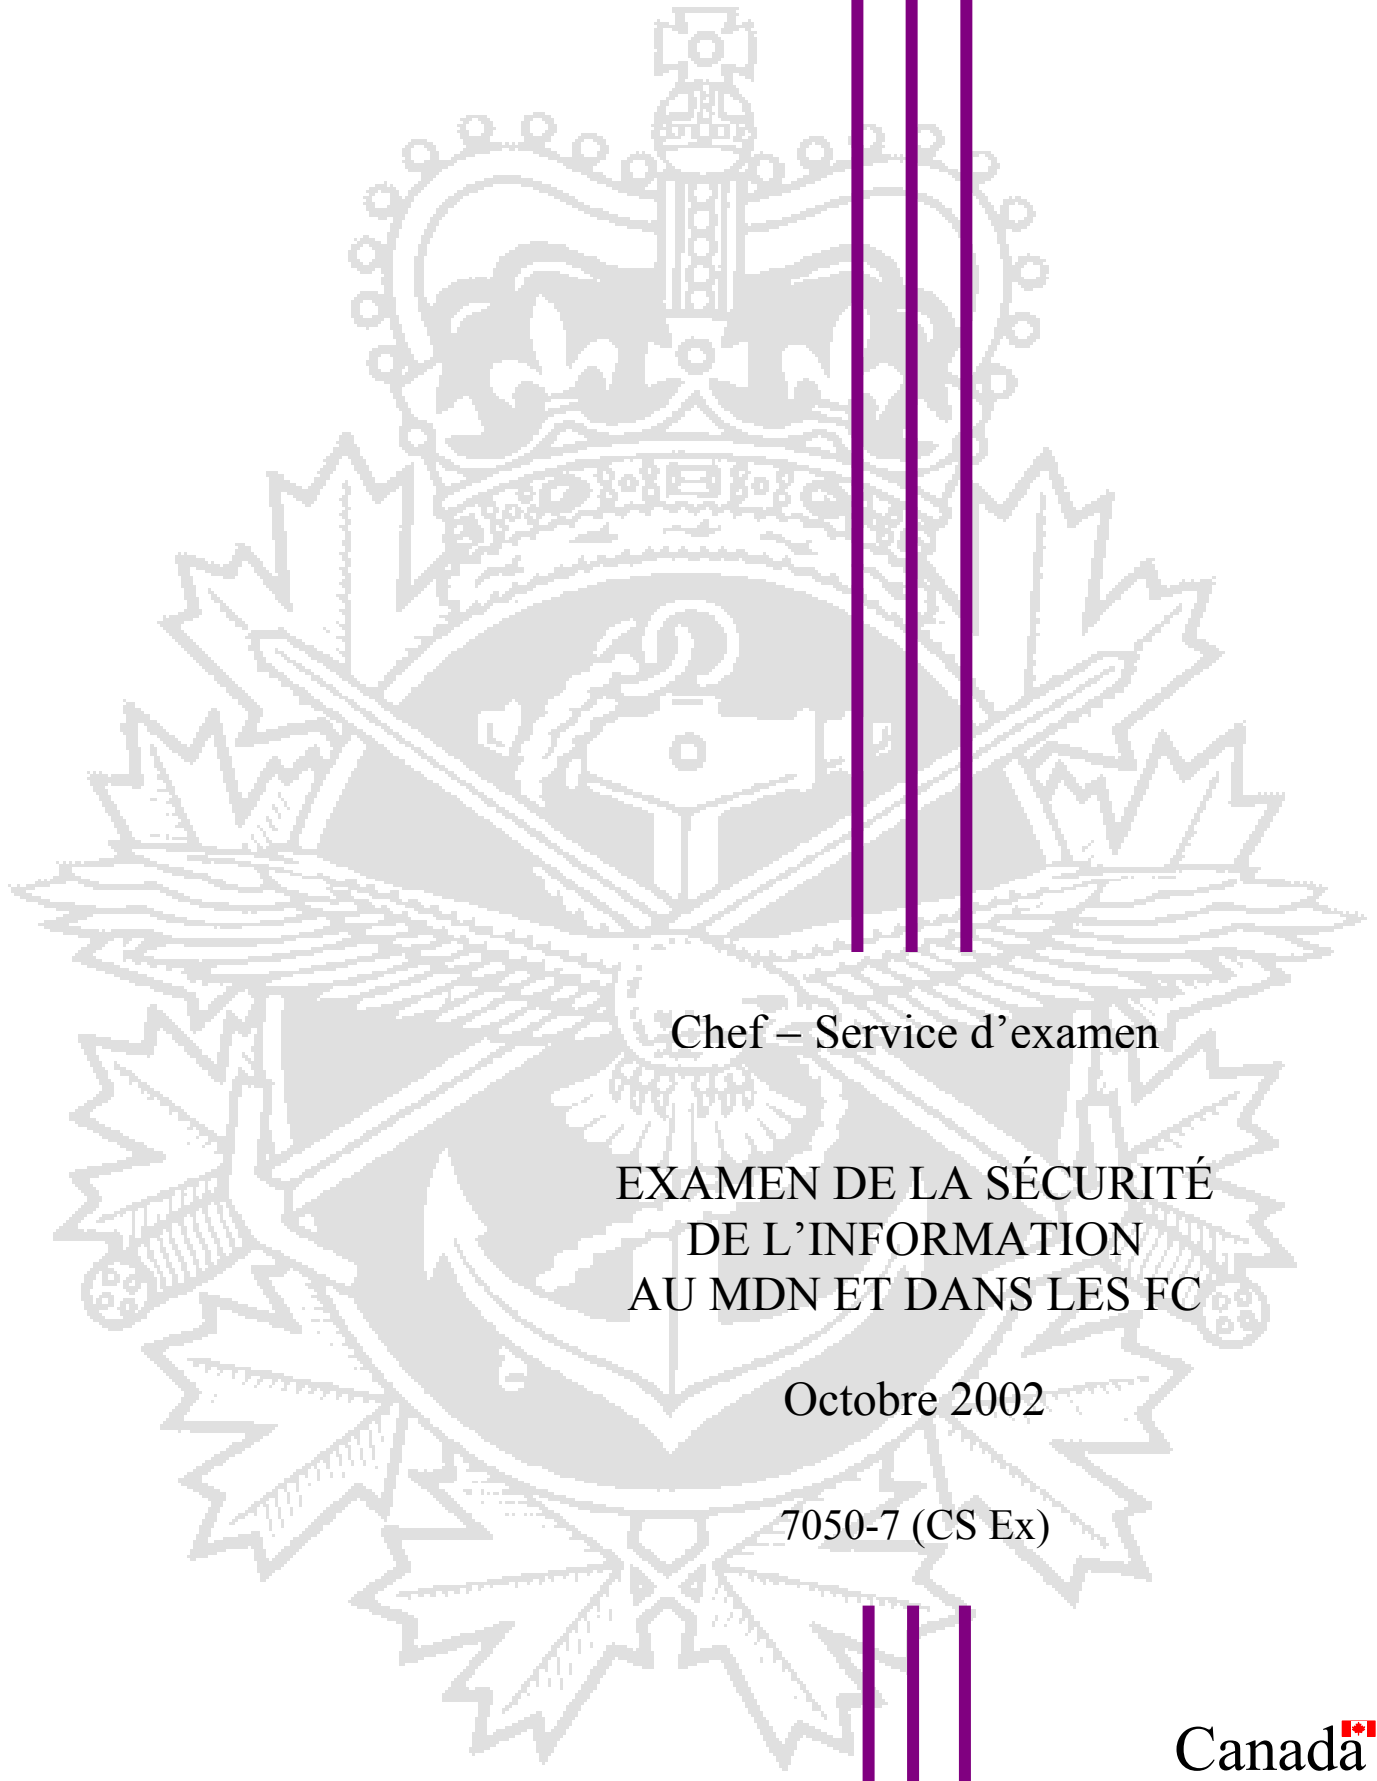 Chef – Service d’examen
EXAMEN DE LA SÉCURITÉ
DE L’INFORMATION
AU MDN ET DANS LES FC
Octobre 2002
7050-7 (CS Ex)
Canada